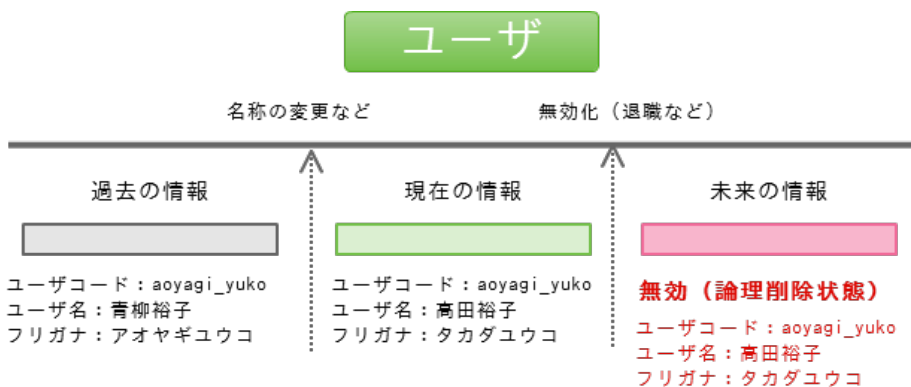 ユーザ
名称の変更など
無効化（退職など）
過去の情報
現在の情報
未来の情報
ユーザコード：aoyagi_yuko
ユーザ名：青柳裕子
フリガナ：アオヤギユウコ
ユーザコード：aoyagi_yuko
ユーザ名：高田裕子
フリガナ：タカダユウコ
無効（論理削除状態）
ユーザコード：aoyagi_yuko
ユーザ名：高田裕子
フリガナ：タカダユウコ